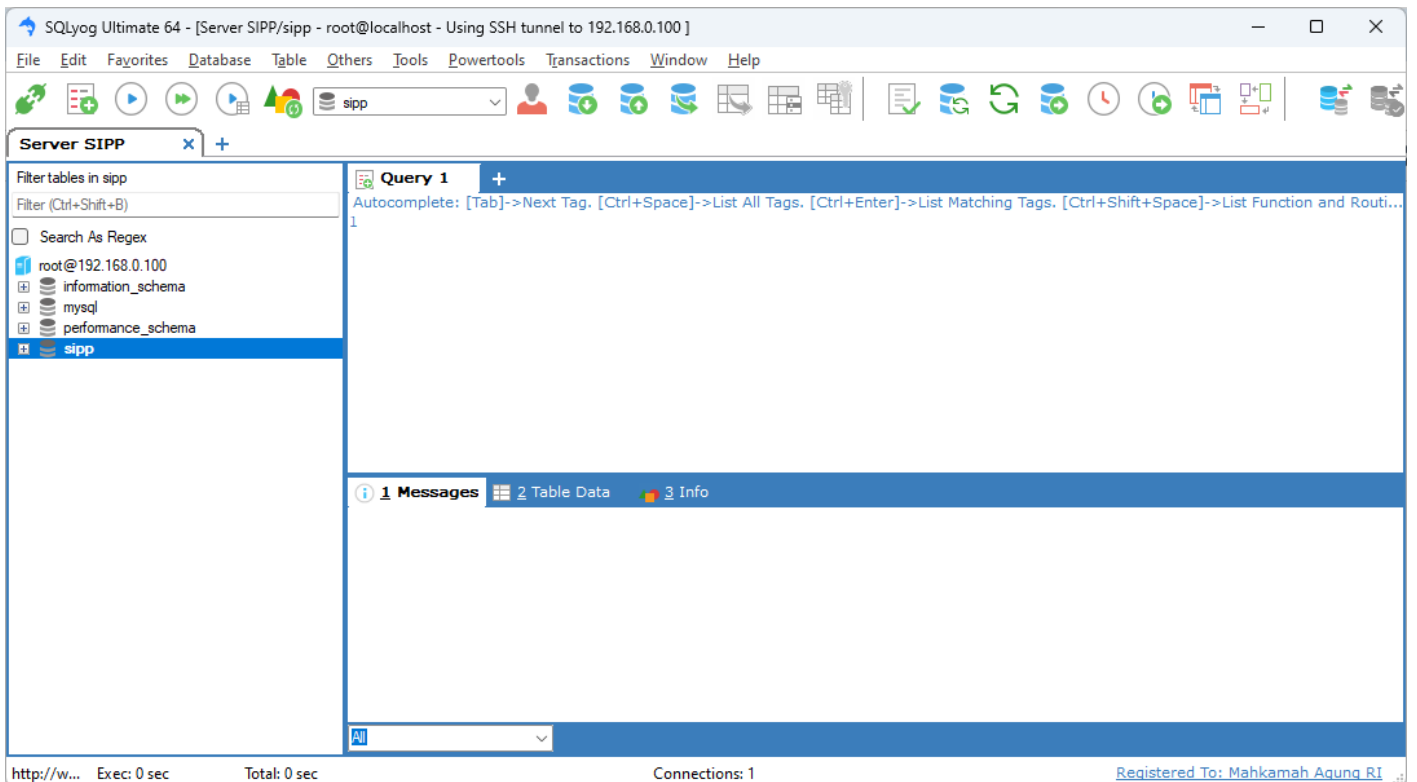 SQLyog Ultimate 64 - [Server SIPP/sipp - root@localhost - Using SSH tunnel to 192.168.0.100 ]
File Edit Favorites Database Table Others Tools Powertools Transactions Window Help
sipp
Server SIPP
Filter tables in sipp
Filter (Ctrl+Shift+B)
Search As Regex
root@192.168.0.100
information_schema
mysql
performance_schema
sipp
Query 1
Autocomplete: [Tab]->Next Tag. [Ctrl+Space]->List All Tags. [Ctrl+Enter]->List Matching Tags. [Ctrl+Shift+Space]->List Function and Routi...
1
1 Messages 2 Table Data 3 Info
All
http://w... Exec: 0 sec Total: 0 sec Connections: 1 Registered To: Mahkamah Agung RI